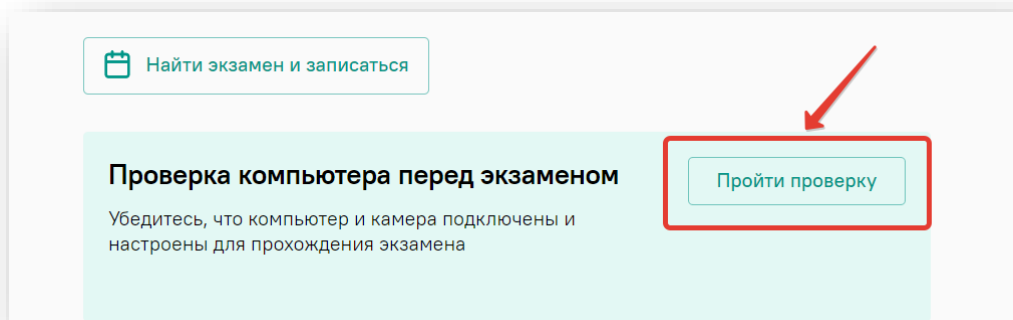 Найти экзамен и записаться
Проверка компьютера перед экзаменом
Пройти проверку
Убедитесь, что компьютер и камера подключены и
настроены для прохождения экзамена